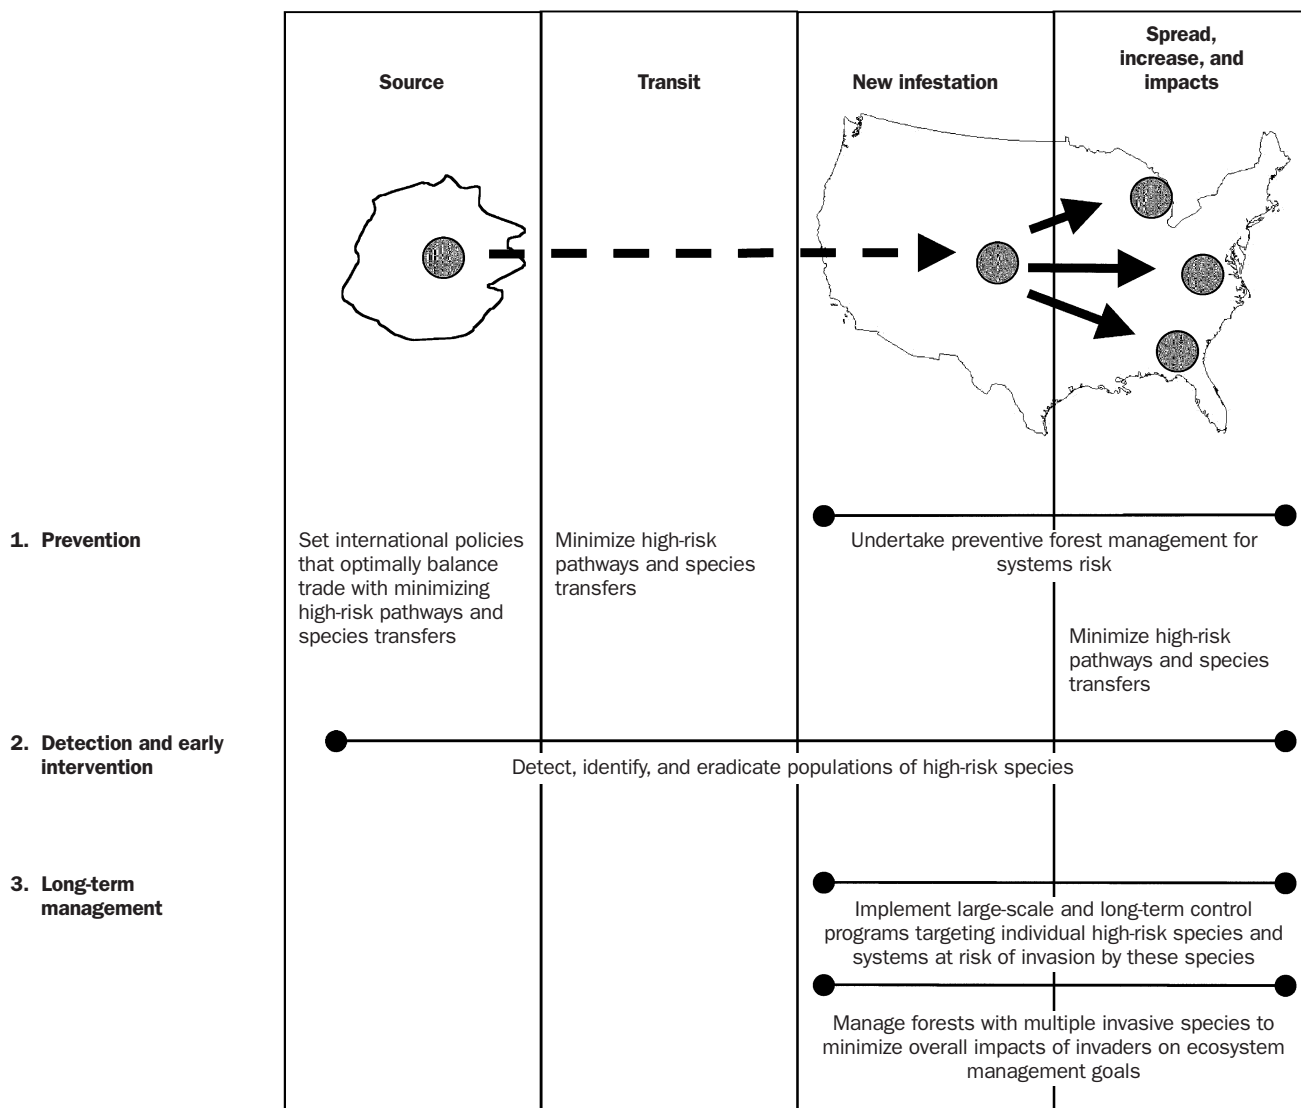 Source
Transit
New infestation
Spread,
increase, and
impacts
1. Prevention
Set international policies
that optimally balance
trade with minimizing
high-risk pathways and
species transfers
Minimize high-risk
pathways and species
transfers
Undertake preventive forest management for
systems risk
Minimize high-risk
pathways and species
transfers
2. Detection and early
intervention
Detect, identify, and eradicate populations of high-risk species
3. Long-term
management
Implement large-scale and long-term control
programs targeting individual high-risk species and
systems at risk of invasion by these species
Manage forests with multiple invasive species to
minimize overall impacts of invaders on ecosystem
management goals